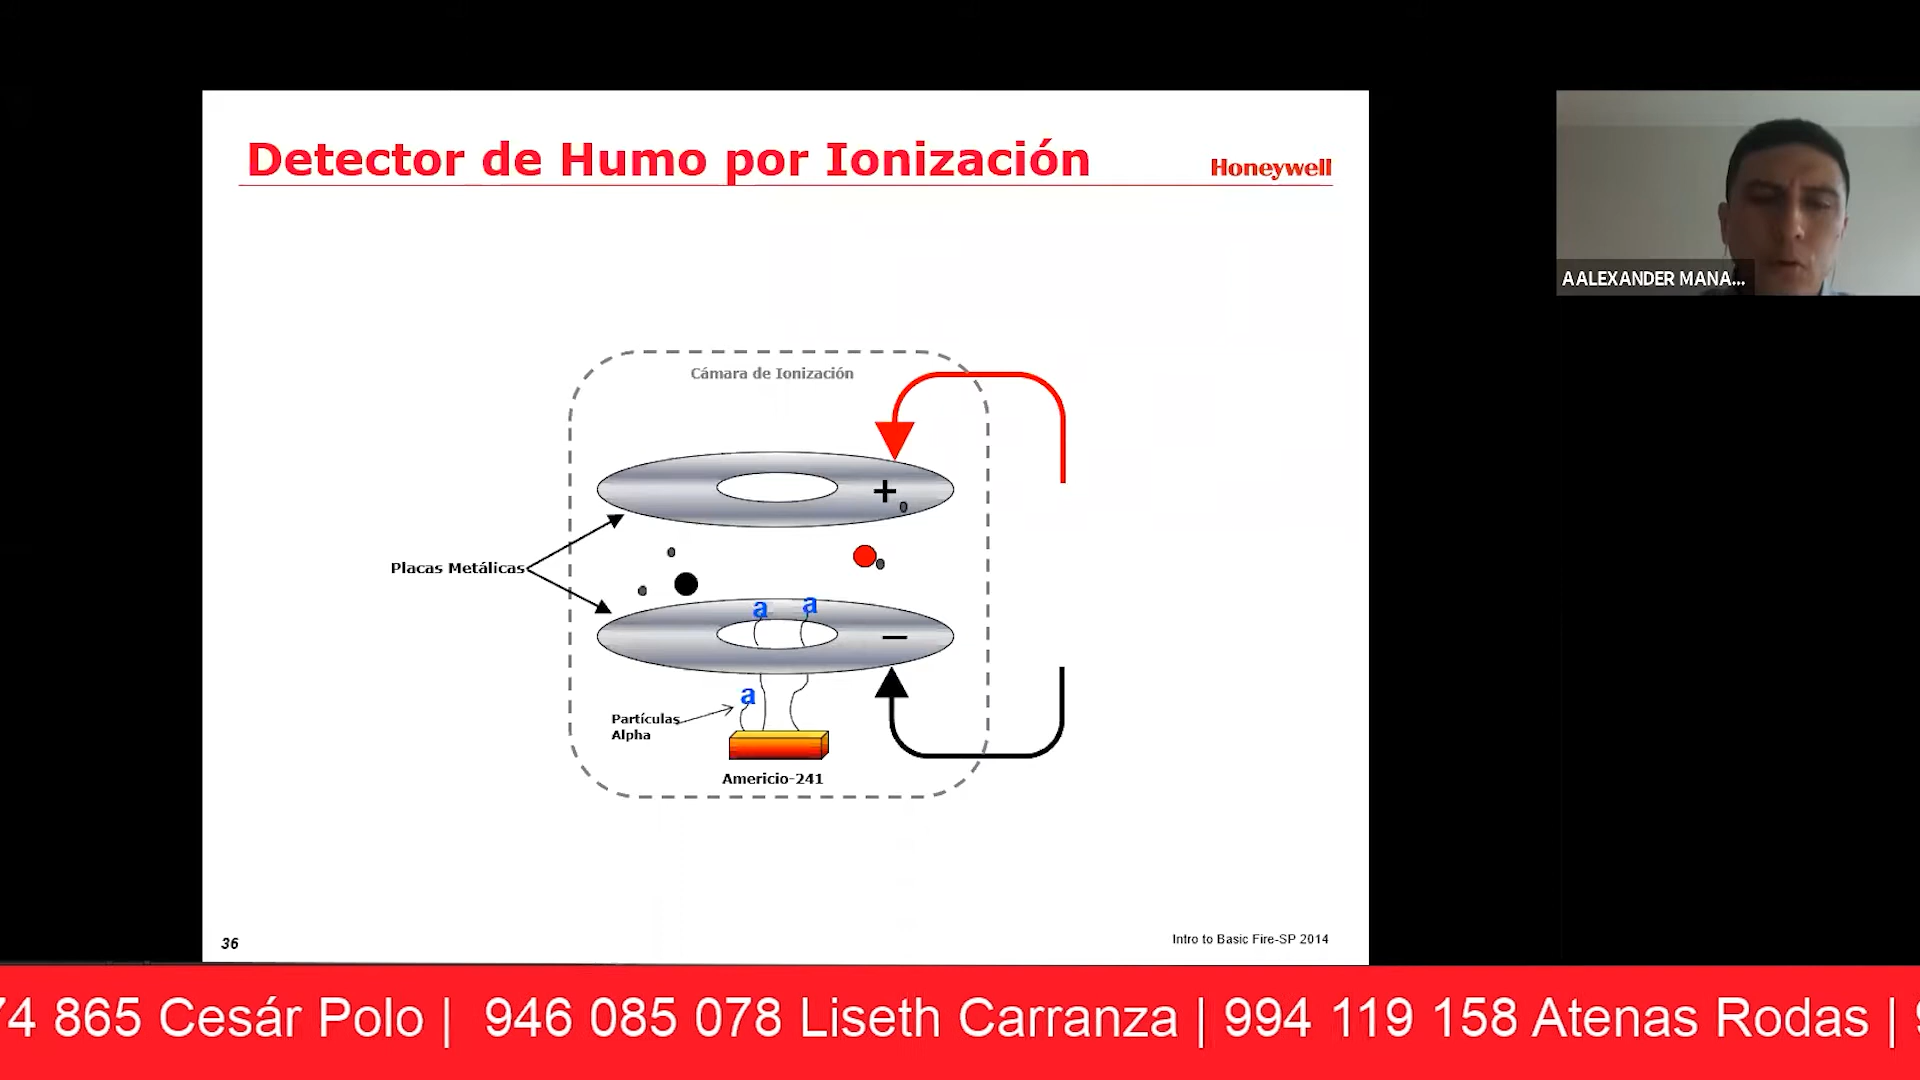 Detector de Humo por Ionización
Honeywell
AALEXANDER MANA...
Cámara de Ionización
+
Placas Metálicas
a a
−
a
Partículas
Alpha
Americio-241
36
Intro to Basic Fire-SP 2014
74 865 Cesár Polo | 946 085 078 Liseth Carranza | 994 119 158 Atenas Rodas |